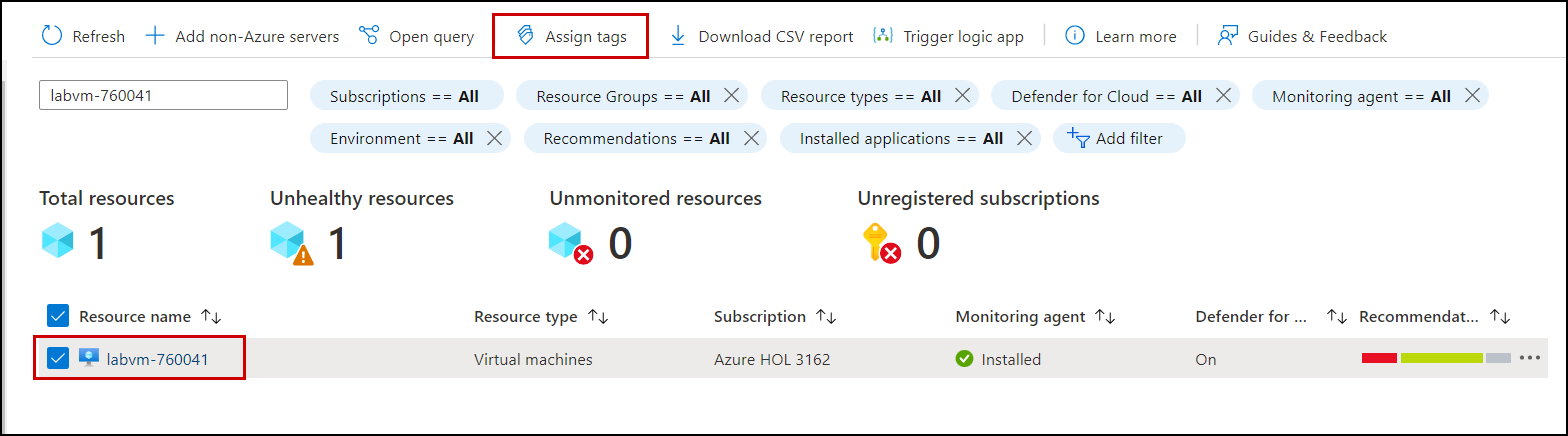 Refresh Add non-Azure servers Open query Assign tags Download CSV report Trigger logic app Learn more Guides & Feedback
labvm-760041 Subscriptions == All Resource Groups == All Resource types == All Defender for Cloud == All Monitoring agent == All
Environment == All Recommendations == All Installed applications == All Add filter
Total resources Unhealthy resources Unmonitored resources Unregistered subscriptions
1 1 0 0
Resource name Resource type Subscription Monitoring agent Defender for ... Recommendat...
labvm-760041 Virtual machines Azure HOL 3162 Installed On